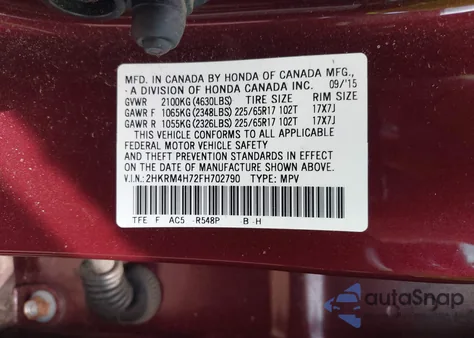 MFD. IN CANADA BY HONDA OF CANADA MFG.,
A DIVISION OF HONDA CANADA INC. 09/'15
GVWR 2100KG (4630LBS) TIRE SIZE RIM SIZE
GAWR F 1065KG (2348LBS) 225/65R17 102T 17X7J
GAWR R 1055KG (2326LBS) 225/65R17 102T 17X7J
THIS VEHICLE CONFORMS TO ALL APPLICABLE
FEDERAL MOTOR VEHICLE SAFETY
AND THEFT PREVENTION STANDARDS IN EFFECT
ON THE DATE OF MANUFACTURE SHOWN ABOVE.
V.I.N.: 2HKRM4H72FH702790 TYPE: MPV
TFE F AC5 -R548P B-H
autoSnap